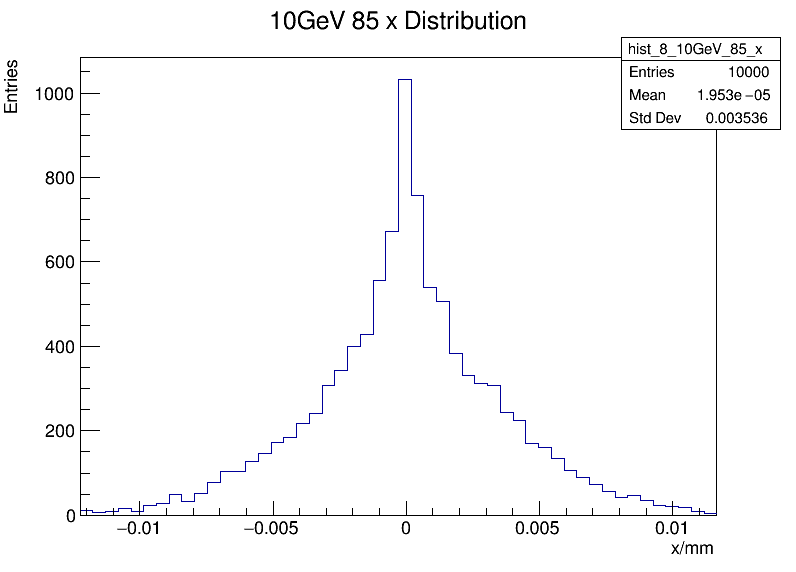 10GeV 85 x Distribution
hist_8_10GeV_85_x
Entries 10000
Mean 1.953e−05
Std Dev 0.003536
Entries
1000
800
600
400
200
0
−0.01 −0.005 0 0.005 0.01
x/mm